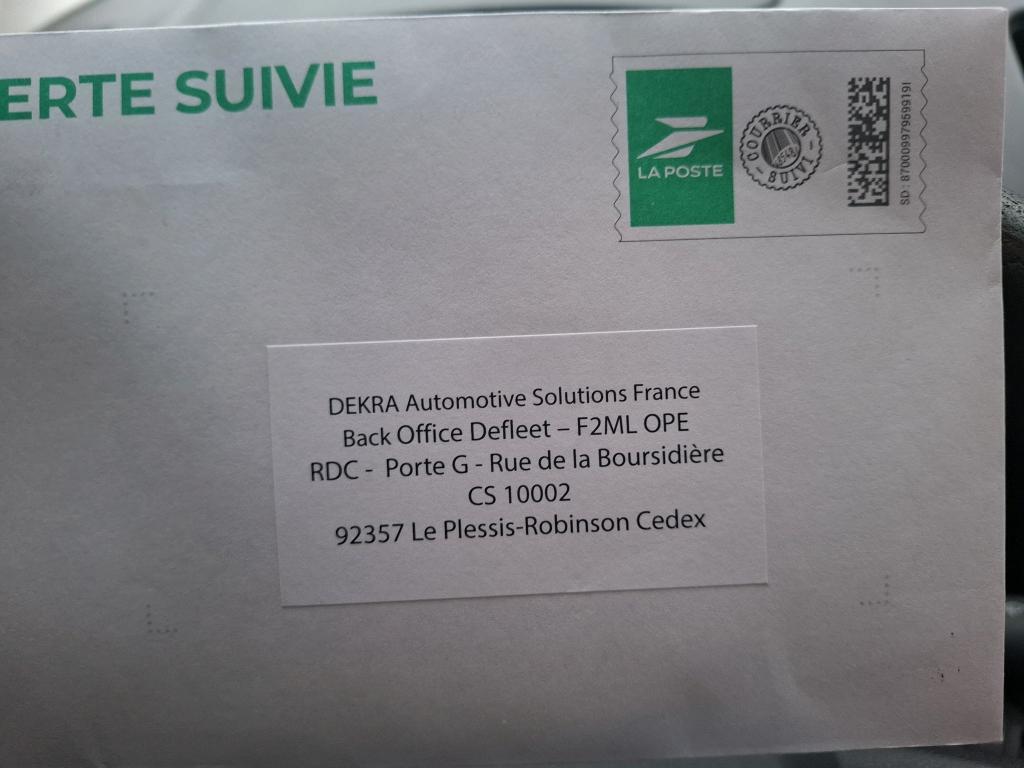 ERTE SUIVIE
LA POSTE
COURRIER
SUIVI
SD : 87000997959919I
DEKRA Automotive Solutions France
Back Office Defleet – F2ML OPE
RDC - Porte G - Rue de la Boursidière
CS 10002
92357 Le Plessis-Robinson Cedex